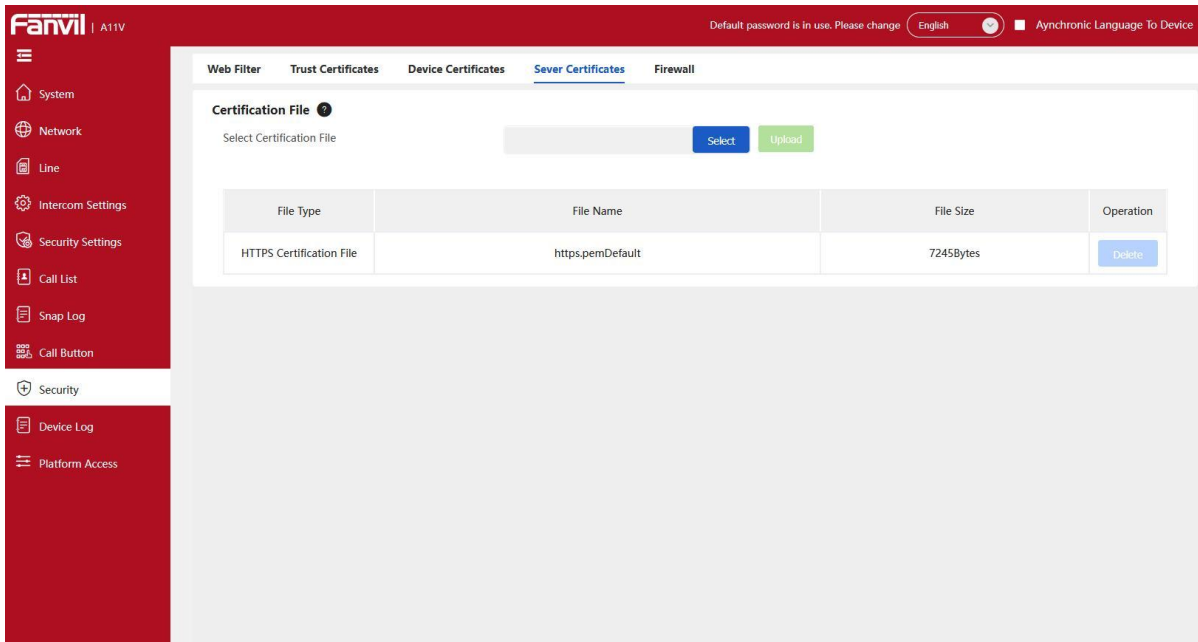 Fanvil | A11V
Default password is in use. Please change English Aynchronic Language To Device
Web Filter Trust Certificates Device Certificates Sever Certificates Firewall
System
Network
Line
Intercom Settings
Security Settings
Call List
Snap Log
Call Button
Security
Device Log
Platform Access
Certification File ?
Select Certification File Select Upload
File Type File Name File Size Operation
HTTPS Certification File https.pemDefault 7245Bytes Delete